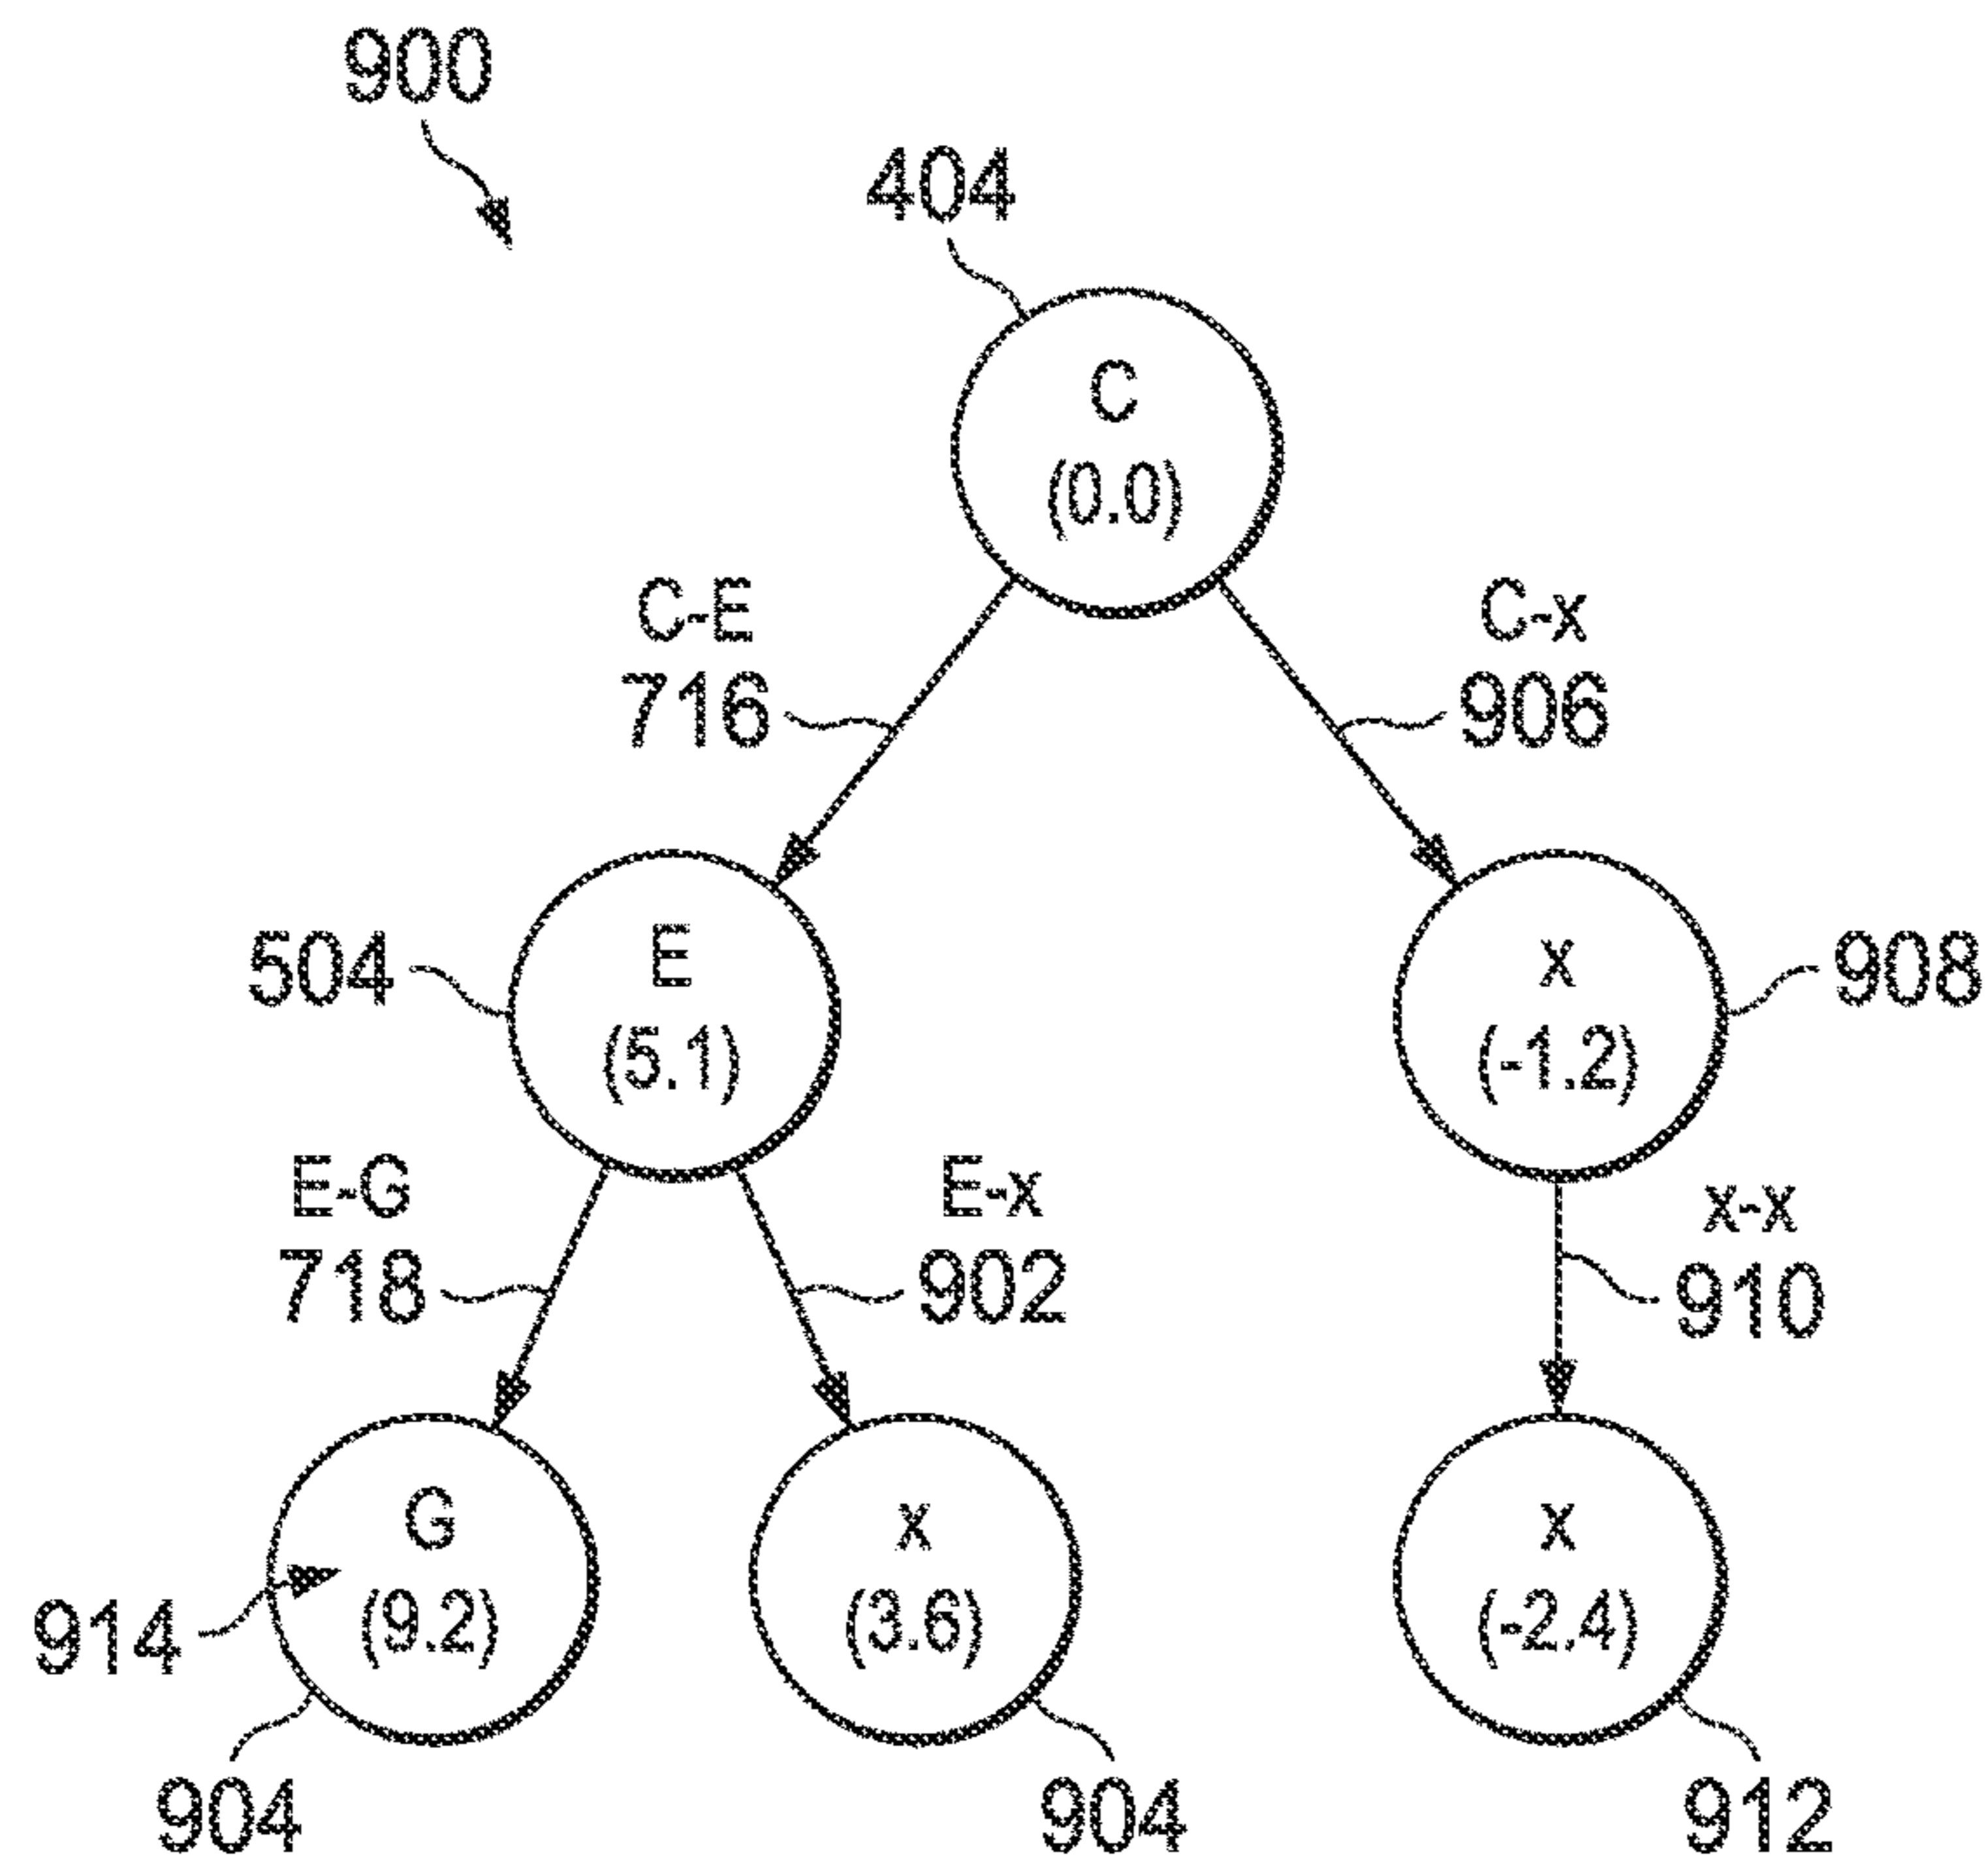 900
404
C
(0.0)
C-E
716
C-x
906
504
E
(5.1)
x
(-1.2)
908
E-G
718
E-x
902
x-x
910
914
G
(9.2)
x
(3.6)
x
(-2.4)
904
904
912